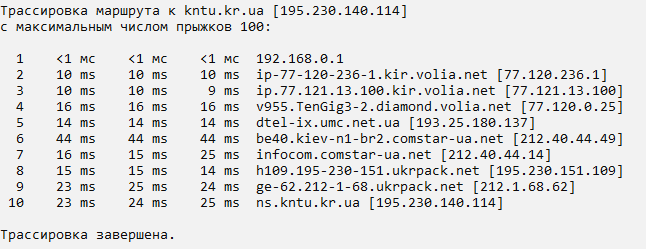 Трассировка маршрута к kntu.kr.ua [195.230.140.114]
с максимальным числом прыжков 100:
1 <1 мс <1 мс <1 мс 192.168.0.1
2 10 ms 10 ms 10 ms ip-77-120-236-1.kir.volia.net [77.120.236.1]
3 10 ms 10 ms 9 ms ip.77.121.13.100.kir.volia.net [77.121.13.100]
4 16 ms 16 ms 16 ms v955.TenGig3-2.diamond.volia.net [77.120.0.25]
5 14 ms 14 ms 14 ms dtel-ix.umc.net.ua [193.25.180.137]
6 44 ms 44 ms 44 ms be40.kiev-n1-br2.comstar-ua.net [212.40.44.49]
7 16 ms 15 ms 25 ms infocom.comstar-ua.net [212.40.44.14]
8 15 ms 15 ms 14 ms h109.195-230-151.ukrpack.net [195.230.151.109]
9 23 ms 25 ms 24 ms ge-62.212-1-68.ukrpack.net [212.1.68.62]
10 23 ms 24 ms 25 ms ns.kntu.kr.ua [195.230.140.114]
Трассировка завершена.